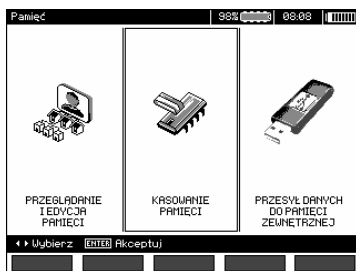 Pamięć 98% 08:08
PRZEGLĄDANIE
I EDYCJA
PAMIĘCI
KASOWANIE
PAMIĘCI
PRZESYŁ DANYCH
DO PAMIĘCI
ZEWNĘTRZNEJ
Wybierz ENTER Akceptuj